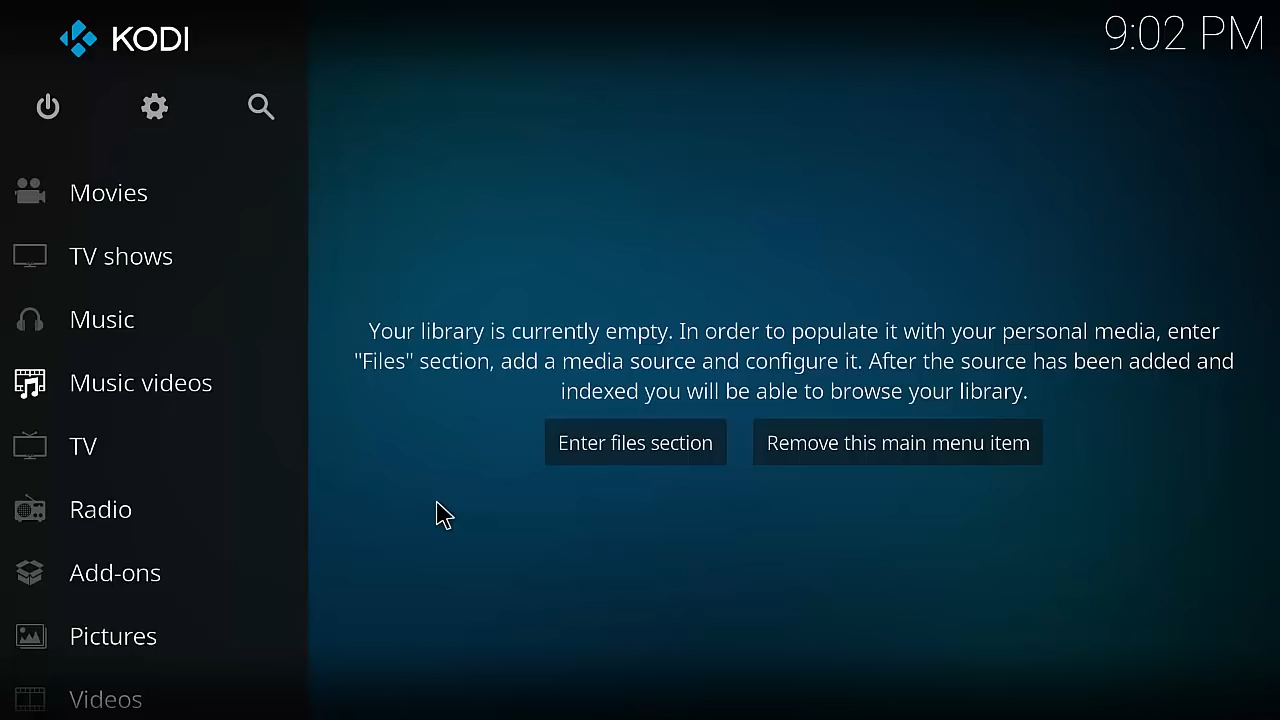 KODI
9:02 PM
Movies
TV shows
Music
Music videos
TV
Radio
Add-ons
Pictures
Videos
Your library is currently empty. In order to populate it with your personal media, enter
"Files" section, add a media source and configure it. After the source has been added and
indexed you will be able to browse your library.
Enter files section
Remove this main menu item